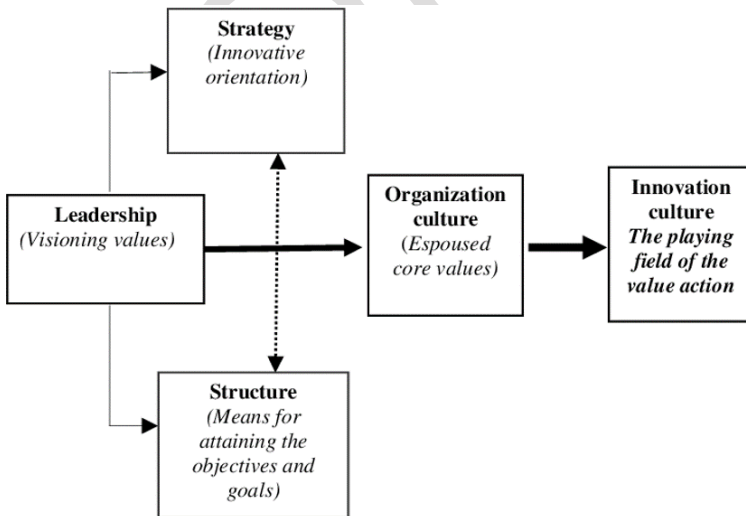 Strategy
(Innovative
orientation)
Leadership
(Visioning values)
Organization
culture
(Espoused
core values)
Innovation
culture
The playing
field of the
value action
Structure
(Means for
attaining the
objectives and
goals)